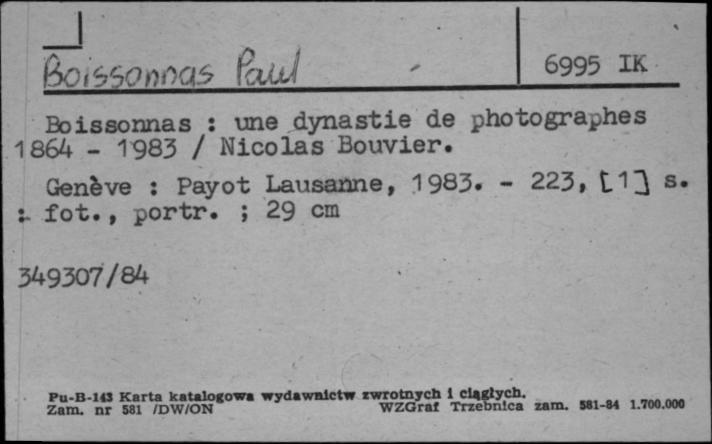 Boissonnas Paul
6995 IK
Boissonnas : une dynastie de photographes
1864 - 1983 / Nicolas Bouvier.
Genève : Payot Lausanne, 1983. - 223, [1] s.
: fot., portr. ; 29 cm
349307/84
Pu-B-143 Karta katalogowa wydawnictw zwrotnych i ciągłych.
Zam. nr 581 /DW/ON WZGraf Trzebnica zam. 581-84 1.700.000